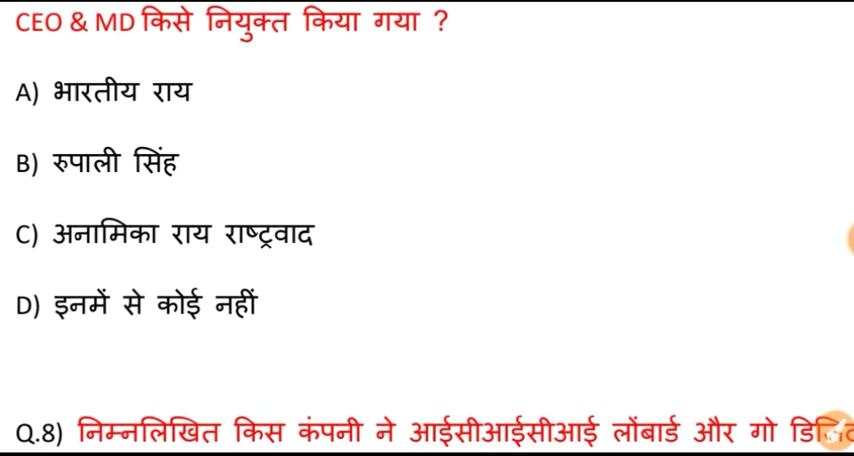 CEO & MD किसे नियुक्त किया गया ?
A) भारतीय राय
B) रुपाली सिंह
C) अनामिका राय राष्ट्रवाद
D) इनमें से कोई नहीं
Q.8) निम्नलिखित किस कंपनी ने आईसीआईसीआई लोंबार्ड और गो